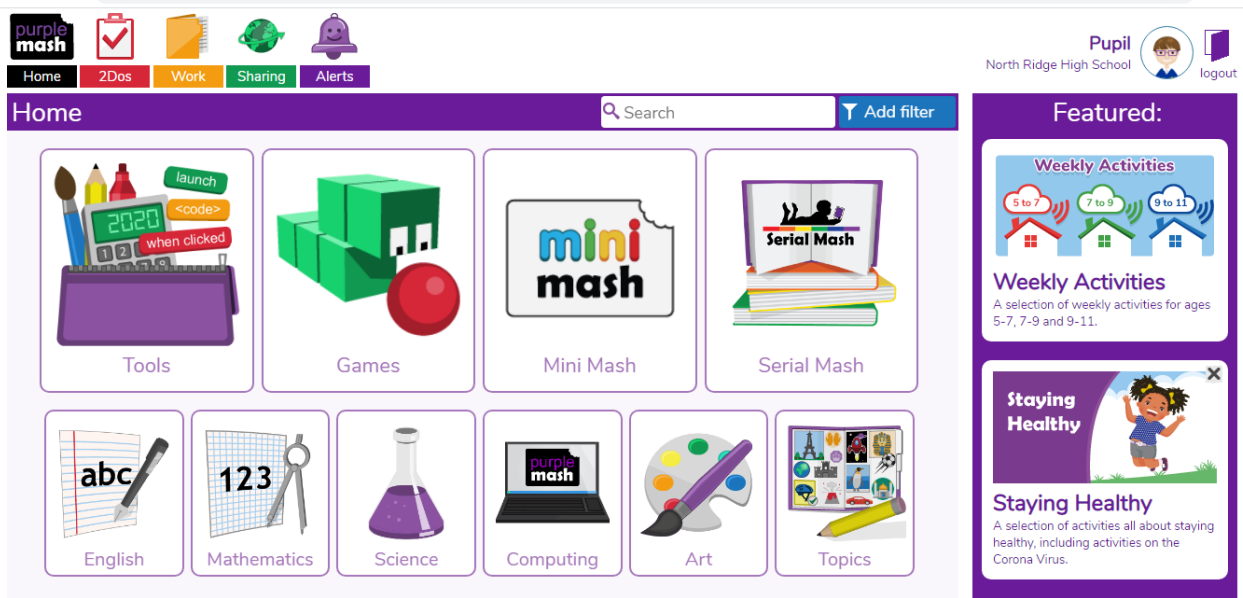 purple
mash
Home
2Dos
Work
Sharing
Alerts
Pupil
North Ridge High School
logout
Home
Search
Add filter
launch
<code>
when clicked
2020
Tools
Games
mini
mash
Mini Mash
Serial Mash
Serial Mash
abc
English
123
Mathematics
Science
purple
mash
Computing
Art
Topics
Featured:
Weekly Activities
5 to 7
7 to 9
9 to 11
Weekly Activities
A selection of weekly activities for ages
5-7, 7-9 and 9-11.
Staying
Healthy
Staying Healthy
A selection of activities all about staying
healthy, including activities on the
Corona Virus.